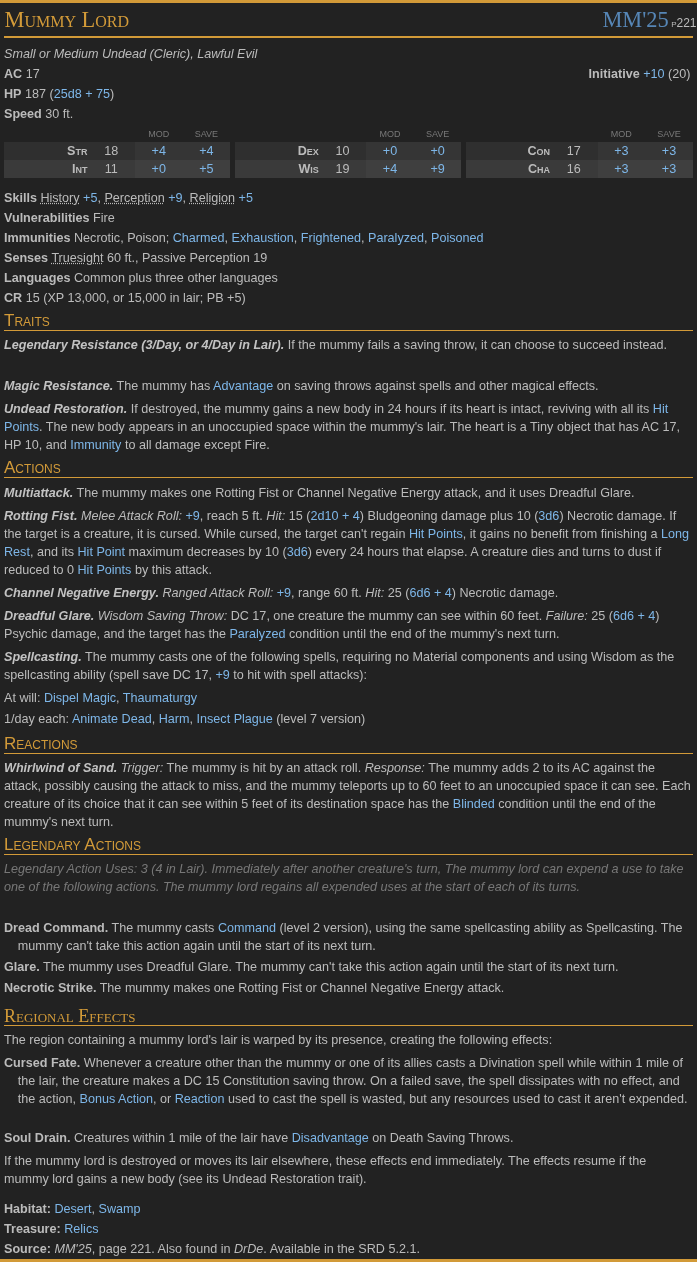 Mummy Lord MM'25 P221
Small or Medium Undead (Cleric), Lawful Evil
AC 17 Initiative +10 (20)
HP 187 (25d8 + 75)
Speed 30 ft.
MOD SAVE MOD SAVE MOD SAVE
Str 18 +4 +4 Dex 10 +0 +0 Con 17 +3 +3
Int 11 +0 +5 Wis 19 +4 +9 Cha 16 +3 +3
Skills History +5, Perception +9, Religion +5
Vulnerabilities Fire
Immunities Necrotic, Poison; Charmed, Exhaustion, Frightened, Paralyzed, Poisoned
Senses Truesight 60 ft., Passive Perception 19
Languages Common plus three other languages
CR 15 (XP 13,000, or 15,000 in lair; PB +5)
Traits
Legendary Resistance (3/Day, or 4/Day in Lair). If the mummy fails a saving throw, it can choose to succeed instead.
Magic Resistance. The mummy has Advantage on saving throws against spells and other magical effects.
Undead Restoration. If destroyed, the mummy gains a new body in 24 hours if its heart is intact, reviving with all its Hit
Points. The new body appears in an unoccupied space within the mummy's lair. The heart is a Tiny object that has AC 17,
HP 10, and Immunity to all damage except Fire.
Actions
Multiattack. The mummy makes one Rotting Fist or Channel Negative Energy attack, and it uses Dreadful Glare.
Rotting Fist. Melee Attack Roll: +9, reach 5 ft. Hit: 15 (2d10 + 4) Bludgeoning damage plus 10 (3d6) Necrotic damage. If
the target is a creature, it is cursed. While cursed, the target can't regain Hit Points, it gains no benefit from finishing a Long
Rest, and its Hit Point maximum decreases by 10 (3d6) every 24 hours that elapse. A creature dies and turns to dust if
reduced to 0 Hit Points by this attack.
Channel Negative Energy. Ranged Attack Roll: +9, range 60 ft. Hit: 25 (6d6 + 4) Necrotic damage.
Dreadful Glare. Wisdom Saving Throw: DC 17, one creature the mummy can see within 60 feet. Failure: 25 (6d6 + 4)
Psychic damage, and the target has the Paralyzed condition until the end of the mummy's next turn.
Spellcasting. The mummy casts one of the following spells, requiring no Material components and using Wisdom as the
spellcasting ability (spell save DC 17, +9 to hit with spell attacks):
At will: Dispel Magic, Thaumaturgy
1/day each: Animate Dead, Harm, Insect Plague (level 7 version)
Reactions
Whirlwind of Sand. Trigger: The mummy is hit by an attack roll. Response: The mummy adds 2 to its AC against the
attack, possibly causing the attack to miss, and the mummy teleports up to 60 feet to an unoccupied space it can see. Each
creature of its choice that it can see within 5 feet of its destination space has the Blinded condition until the end of the
mummy's next turn.
Legendary Actions
Legendary Action Uses: 3 (4 in Lair). Immediately after another creature's turn, The mummy lord can expend a use to take
one of the following actions. The mummy lord regains all expended uses at the start of each of its turns.
Dread Command. The mummy casts Command (level 2 version), using the same spellcasting ability as Spellcasting. The
mummy can't take this action again until the start of its next turn.
Glare. The mummy uses Dreadful Glare. The mummy can't take this action again until the start of its next turn.
Necrotic Strike. The mummy makes one Rotting Fist or Channel Negative Energy attack.
Regional Effects
The region containing a mummy lord's lair is warped by its presence, creating the following effects:
Cursed Fate. Whenever a creature other than the mummy or one of its allies casts a Divination spell while within 1 mile of
the lair, the creature makes a DC 15 Constitution saving throw. On a failed save, the spell dissipates with no effect, and
the action, Bonus Action, or Reaction used to cast the spell is wasted, but any resources used to cast it aren't expended.
Soul Drain. Creatures within 1 mile of the lair have Disadvantage on Death Saving Throws.
If the mummy lord is destroyed or moves its lair elsewhere, these effects end immediately. The effects resume if the
mummy lord gains a new body (see its Undead Restoration trait).
Habitat: Desert, Swamp
Treasure: Relics
Source: MM'25, page 221. Also found in DrDe. Available in the SRD 5.2.1.